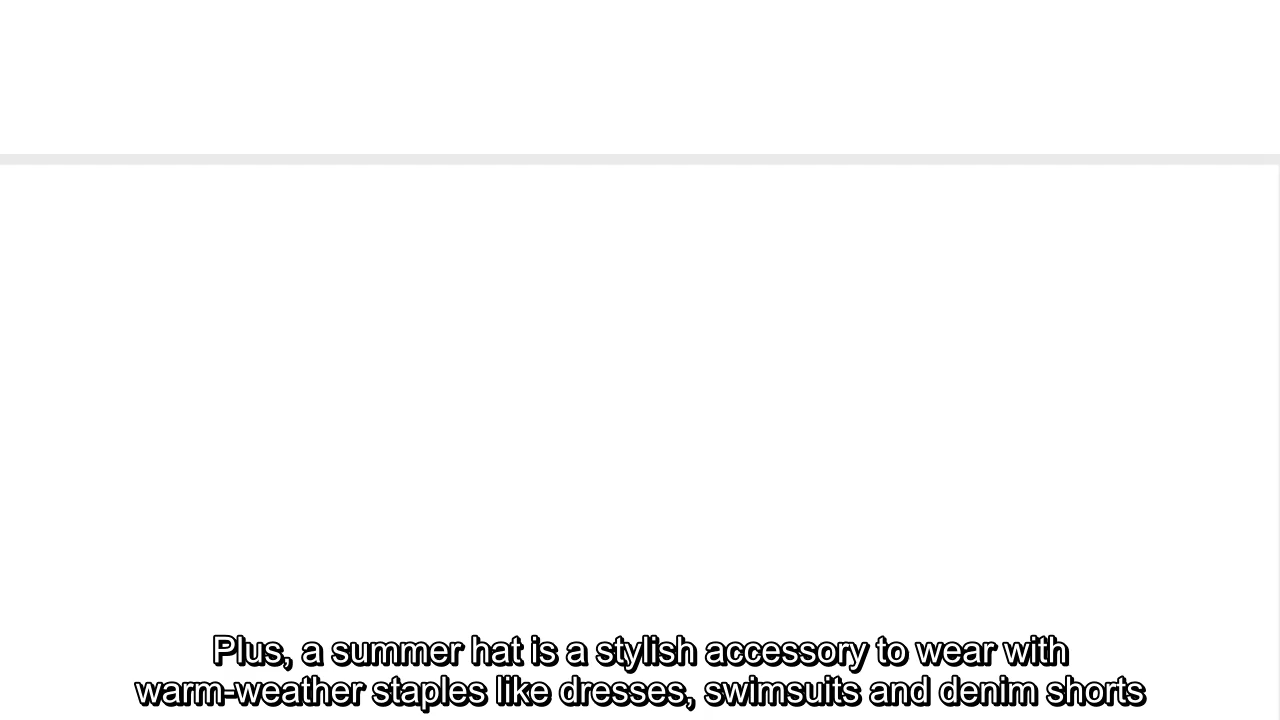 Plus, a summer hat is a stylish accessory to wear with
warm-weather staples like dresses, swimsuits and denim shorts